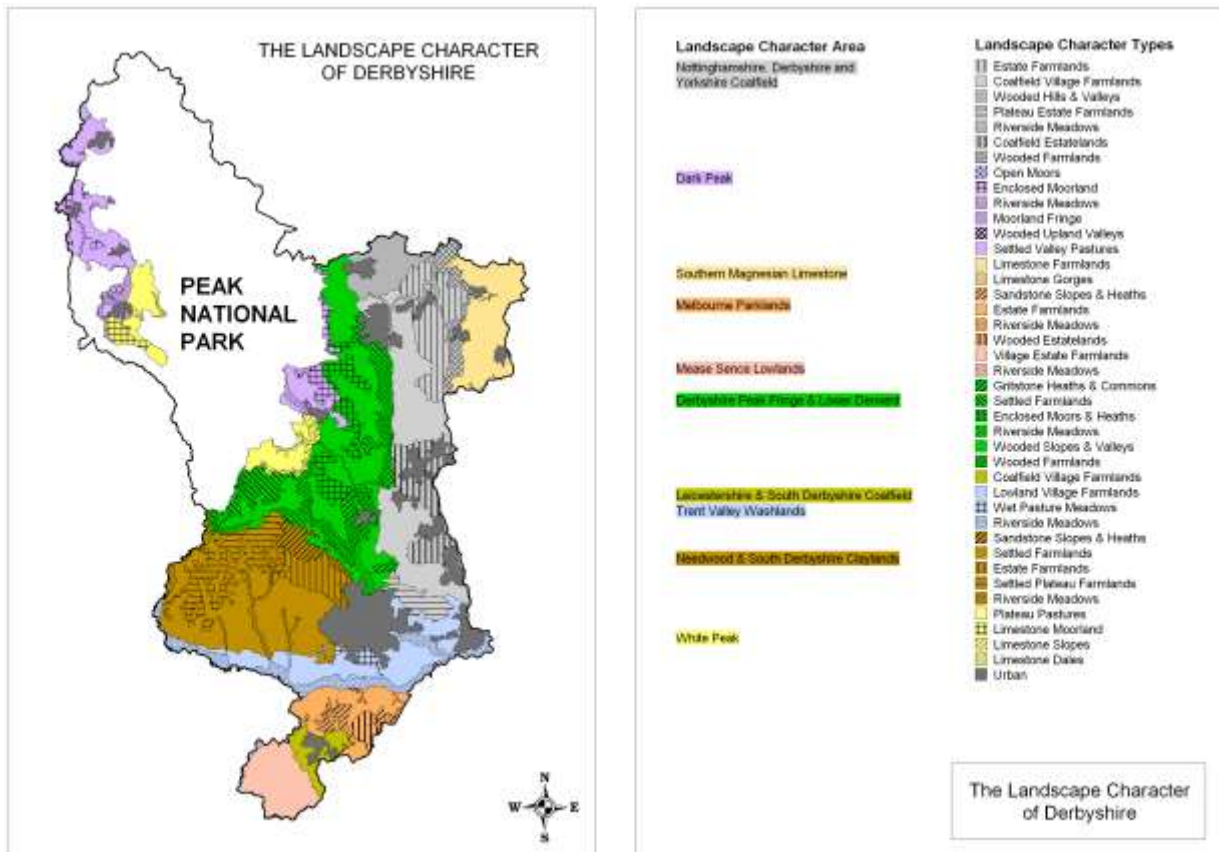 THE LANDSCAPE CHARACTER
OF DERBYSHIRE
PEAK
NATIONAL
PARK
N
W E
S
Landscape Character Area
Nottinghamshire, Derbyshire and
Yorkshire Coalfield
Dark Peak
Southern Magnesian Limestone
Melbourne Parklands
Mease Sence Lowlands
Derbyshire Peak Fringe & Lower Derwent
Leicestershire & South Derbyshire Coalfield
Trent Valley Washlands
Needwood & South Derbyshire Claylands
White Peak
Landscape Character Types
Estate Farmlands
Coalfield Village Farmlands
Wooded Hills & Valleys
Plateau Estate Farmlands
Riverside Meadows
Coalfield Estatelands
Wooded Farmlands
Open Moors
Enclosed Moorland
Riverside Meadows
Moorland Fringe
Wooded Upland Valleys
Settled Valley Pastures
Limestone Farmlands
Limestone Gorges
Sandstone Slopes & Heaths
Estate Farmlands
Riverside Meadows
Wooded Estatelands
Village Estate Farmlands
Riverside Meadows
Gritstone Heaths & Commons
Settled Farmlands
Enclosed Moors & Heaths
Riverside Meadows
Wooded Slopes & Valleys
Wooded Farmlands
Coalfield Village Farmlands
Lowland Village Farmlands
Wet Pasture Meadows
Riverside Meadows
Sandstone Slopes & Heaths
Settled Farmlands
Estate Farmlands
Settled Plateau Farmlands
Riverside Meadows
Plateau Pastures
Limestone Moorland
Limestone Slopes
Limestone Dales
Urban
The Landscape Character
of Derbyshire